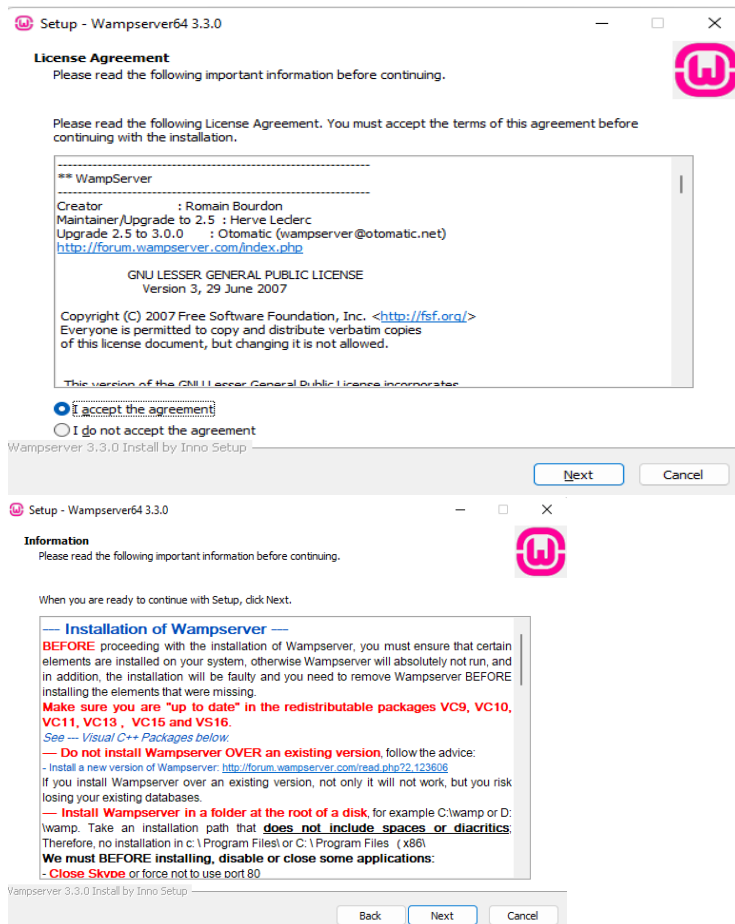 Setup - Wampserver64 3.3.0
License Agreement
Please read the following important information before continuing.
Please read the following License Agreement. You must accept the terms of this agreement before
continuing with the installation.
--------------------------------------------------------------
** WampServer
--------------------------------------------------------------
Creator : Romain Bourdon
Maintainer/Upgrade to 2.5 : Herve Leclerc
Upgrade 2.5 to 3.0.0 : Otomatic (wampserver@otomatic.net)
http://forum.wampserver.com/index.php
GNU LESSER GENERAL PUBLIC LICENSE
Version 3, 29 June 2007
Copyright (C) 2007 Free Software Foundation, Inc. <http://fsf.org/>
Everyone is permitted to copy and distribute verbatim copies
of this license document, but changing it is not allowed.
This version of the GNU Lesser General Public License incorporates
I accept the agreement
I do not accept the agreement
Wampserver 3.3.0 Install by Inno Setup
Next Cancel
Setup - Wampserver64 3.3.0
Information
Please read the following important information before continuing.
When you are ready to continue with Setup, click Next.
--- Installation of Wampserver ---
BEFORE proceeding with the installation of Wampserver, you must ensure that certain
elements are installed on your system, otherwise Wampserver will absolutely not run, and
in addition, the installation will be faulty and you need to remove Wampserver BEFORE
installing the elements that were missing.
Make sure you are "up to date" in the redistributable packages VC9, VC10,
VC11, VC13 , VC15 and VS16.
See --- Visual C++ Packages below.
— Do not install Wampserver OVER an existing version, follow the advice:
- Install a new version of Wampserver: http://forum.wampserver.com/read.php?2,123606
If you install Wampserver over an existing version, not only it will not work, but you risk
losing your existing databases.
— Install Wampserver in a folder at the root of a disk, for example C:\wamp or D:
\wamp. Take an installation path that does not include spaces or diacritics;
Therefore, no installation in c: \ Program Files\ or C: \ Program Files (x86\
We must BEFORE installing, disable or close some applications:
- Close Skype or force not to use port 80
Wampserver 3.3.0 Install by Inno Setup
Back Next Cancel